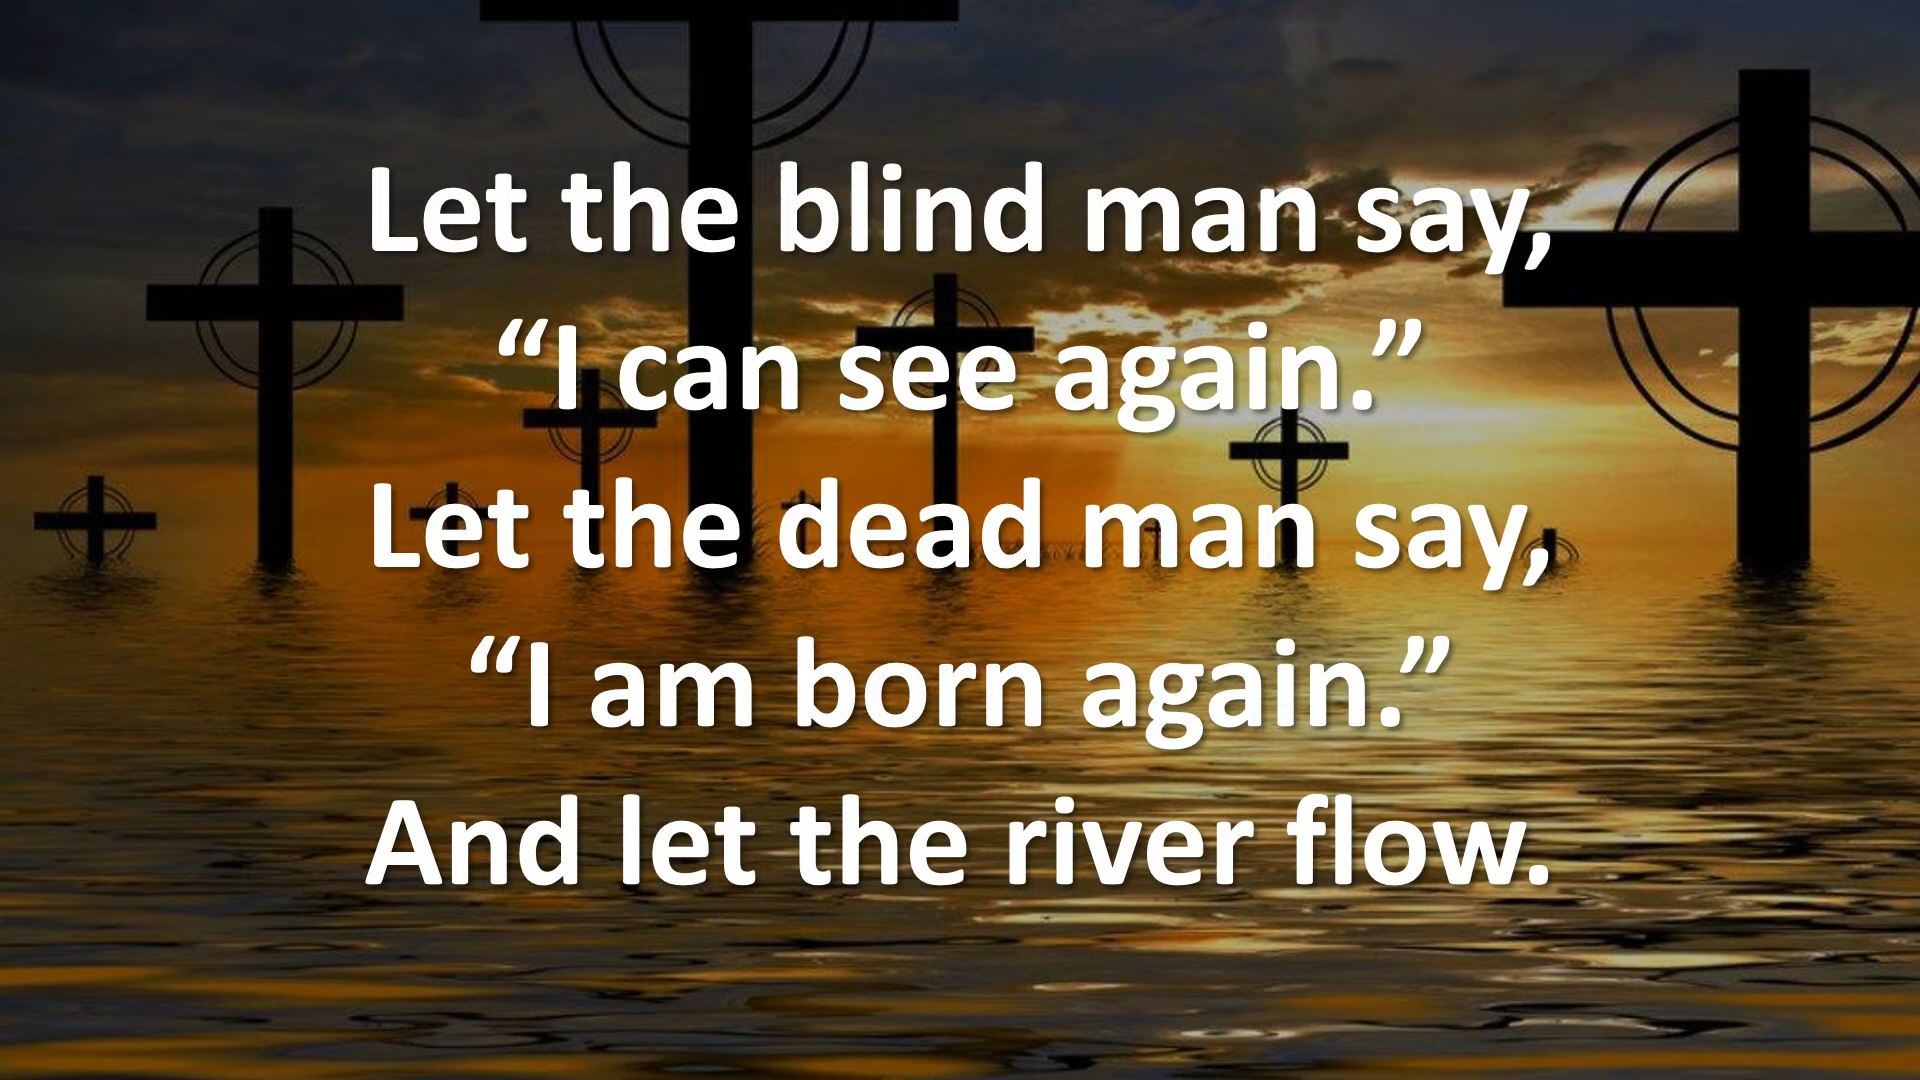 Let the blind man say,
“I can see again.”
Let the dead man say,
“I am born again.”
And let the river flow.